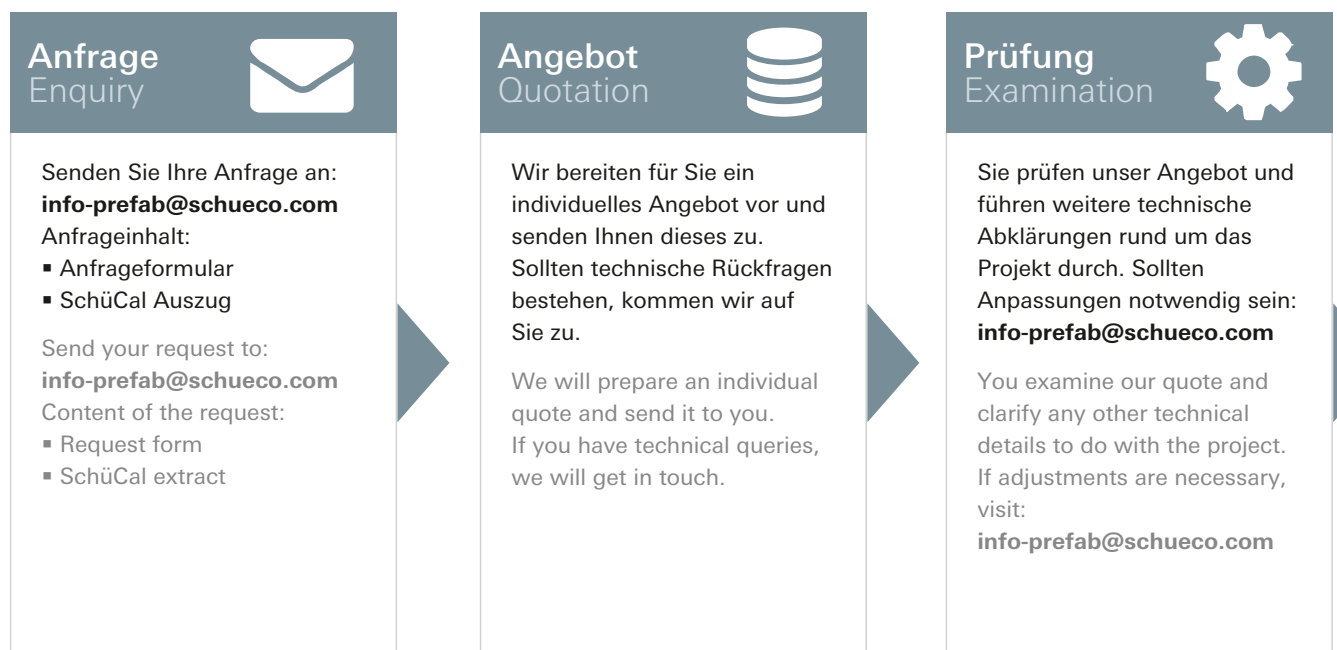 Anfrage
Enquiry
Senden Sie Ihre Anfrage an:
info-prefab@schueco.com
Anfrageinhalt:
▪ Anfrageformular
▪ SchüCal Auszug
Send your request to:
info-prefab@schueco.com
Content of the request:
▪ Request form
▪ SchüCal extract
Angebot
Quotation
Wir bereiten für Sie ein
individuelles Angebot vor und
senden Ihnen dieses zu.
Sollten technische Rückfragen
bestehen, kommen wir auf
Sie zu.
We will prepare an individual
quote and send it to you.
If you have technical queries,
we will get in touch.
Prüfung
Examination
Sie prüfen unser Angebot und
führen weitere technische
Abklärungen rund um das
Projekt durch. Sollten
Anpassungen notwendig sein:
info-prefab@schueco.com
You examine our quote and
clarify any other technical
details to do with the project.
If adjustments are necessary,
visit:
info-prefab@schueco.com